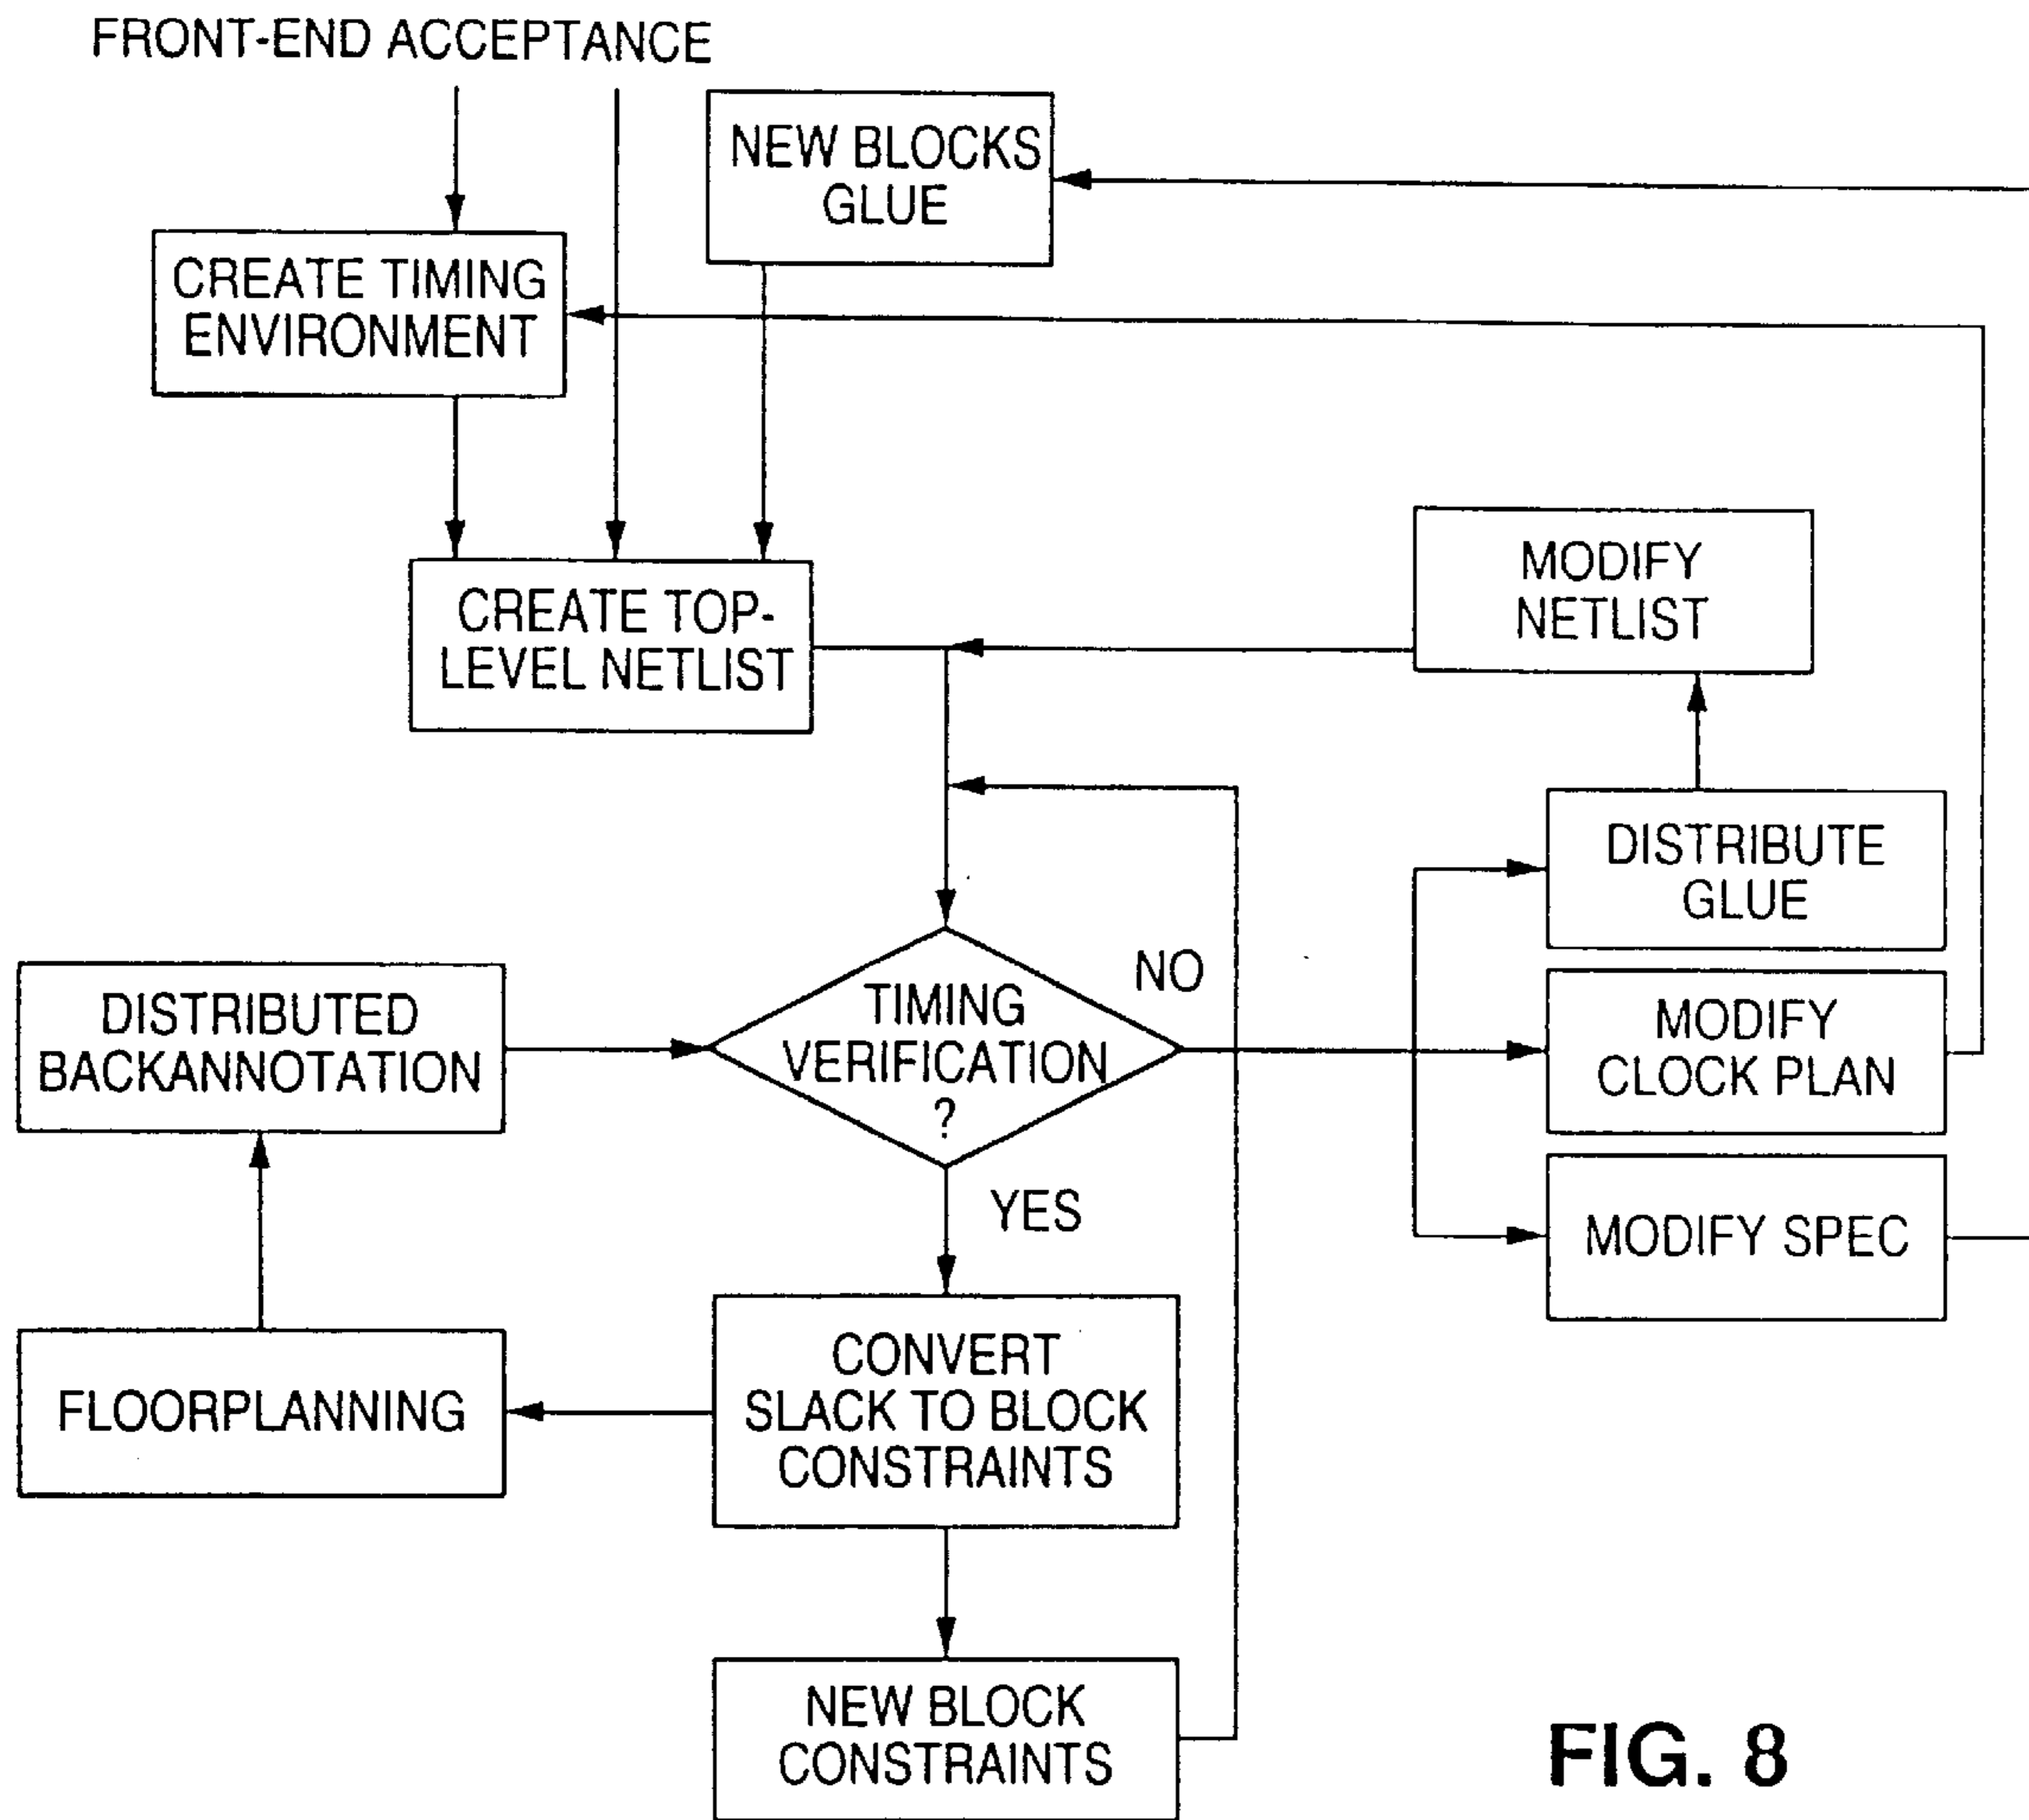 FRONT-END ACCEPTANCE
NEW BLOCKS
GLUE
CREATE TIMING
ENVIRONMENT
CREATE TOP-
LEVEL NETLIST
MODIFY
NETLIST
DISTRIBUTE
GLUE
DISTRIBUTED
BACKANNOTATION
TIMING
VERIFICATION
?
NO
MODIFY
CLOCK PLAN
YES
MODIFY SPEC
FLOORPLANNING
CONVERT
SLACK TO BLOCK
CONSTRAINTS
NEW BLOCK
CONSTRAINTS
FIG. 8